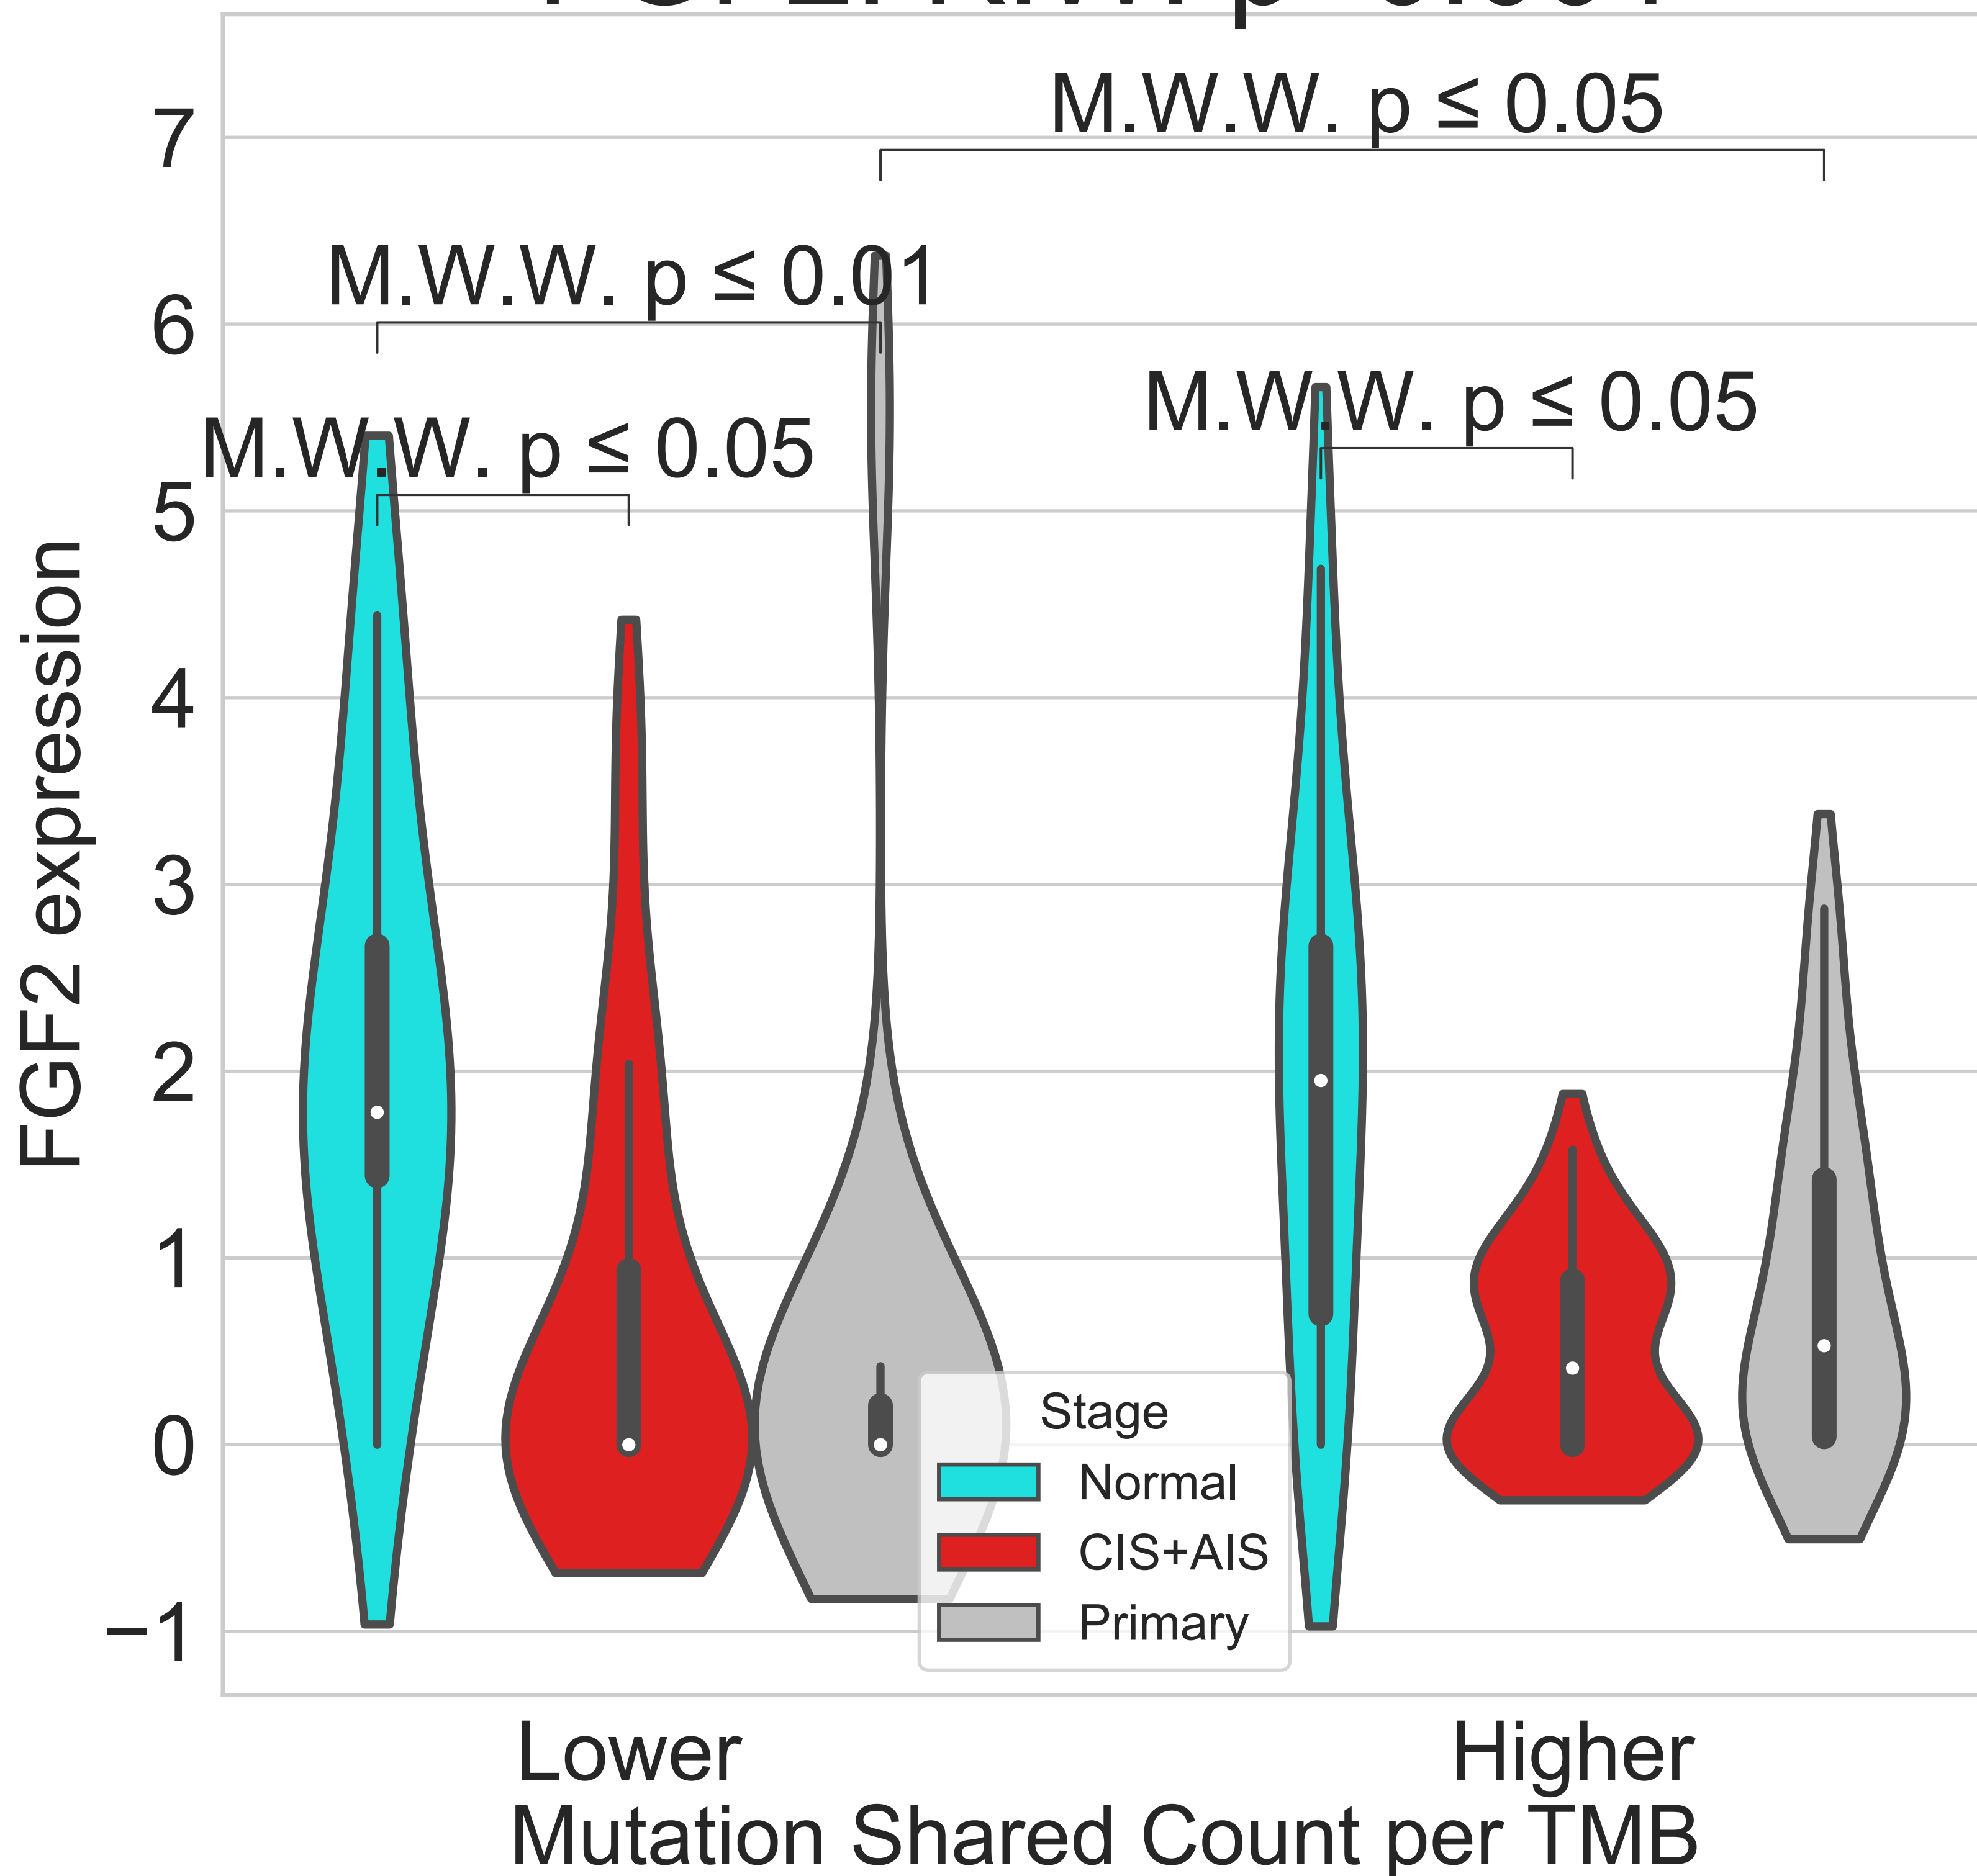 M.W.W. p ≤ 0.05
7
M.W.W. p ≤ 0.01
6
M.W.W. p ≤ 0.05
M.W.W. p ≤ 0.05
5
4
3
2
1
0
−1
FGF2 expression
Stage
Normal
CIS+AIS
Primary
Lower
Higher
Mutation Shared Count per TMB